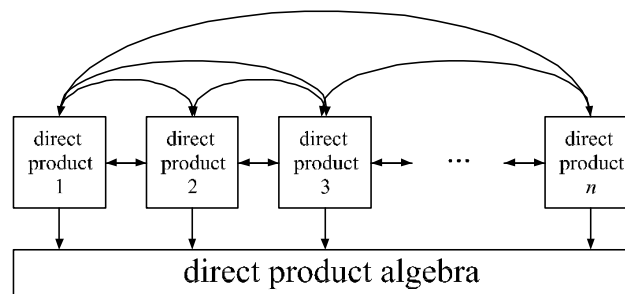 direct
product
1
direct
product
2
direct
product
3
...
direct
product
n
direct product algebra